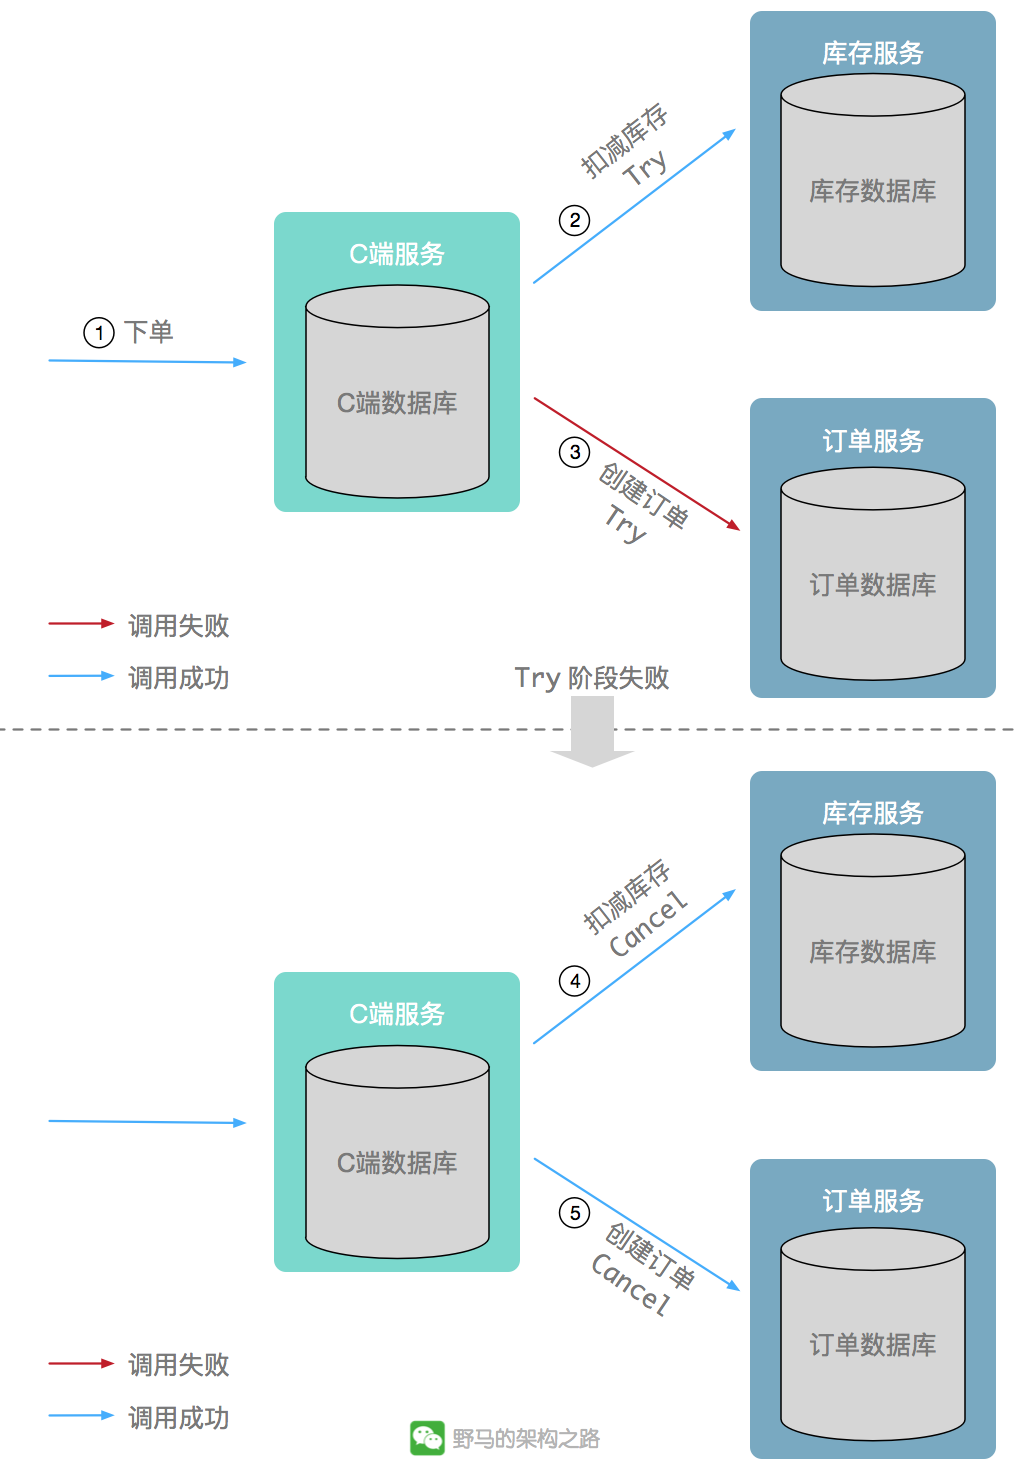 库存服务
库存数据库
扣减库存
Try
②
C端服务
C端数据库
① 下单
③
创建订单
Try
订单服务
订单数据库
调用失败
调用成功
Try 阶段失败
库存服务
库存数据库
扣减库存
Cancel
④
C端服务
C端数据库
⑤
创建订单
Cancel
订单服务
订单数据库
调用失败
调用成功
野马的架构之路